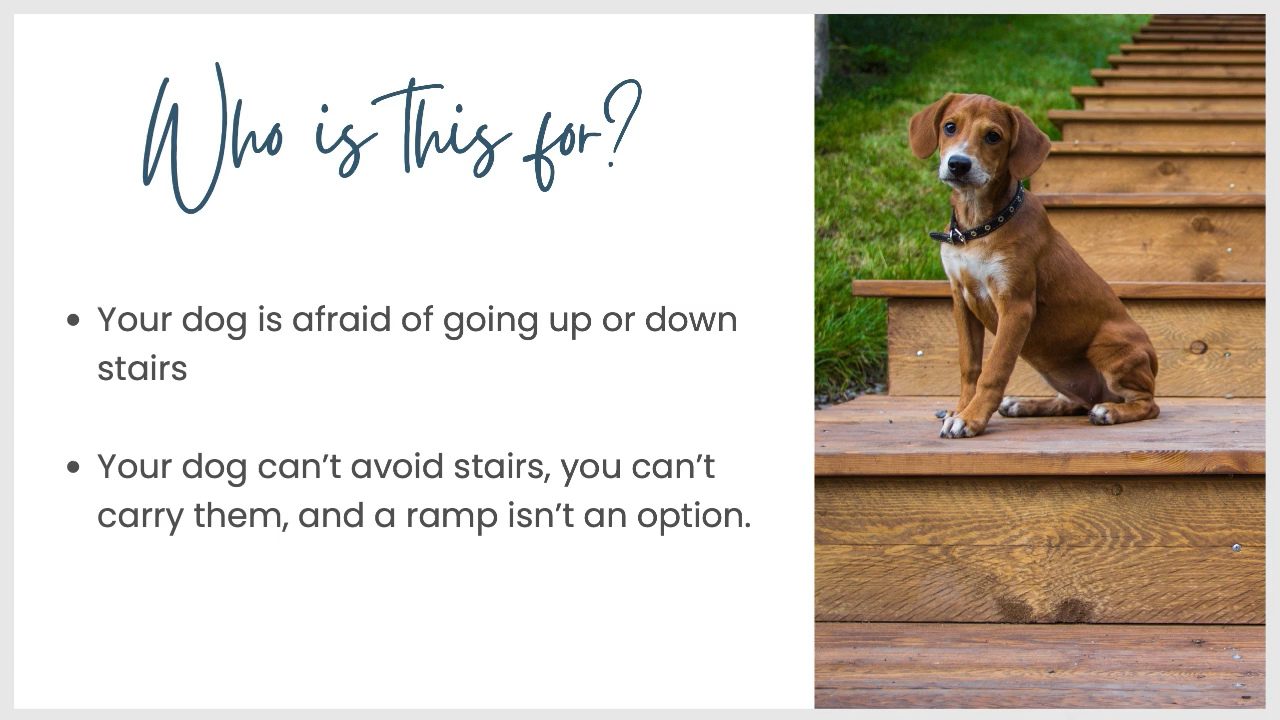 Who is this for?
• Your dog is afraid of going up or down
stairs
• Your dog can’t avoid stairs, you can’t
carry them, and a ramp isn’t an option.